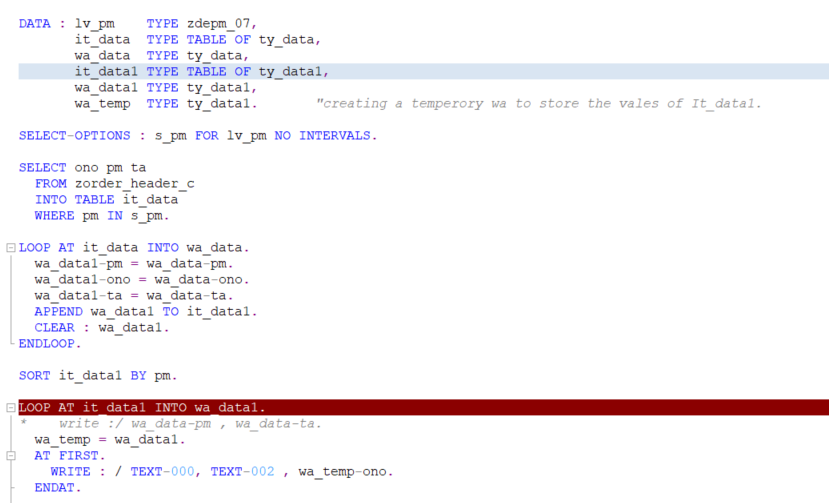 DATA : lv_pm    TYPE zdepm_07,
       it_data  TYPE TABLE OF ty_data,
       wa_data  TYPE ty_data,
       it_data1 TYPE TABLE OF ty_data1,
       wa_data1 TYPE ty_data1,
       wa_temp  TYPE ty_data1.       "creating a temperory wa to store the vales of It_data1.
SELECT-OPTIONS : s_pm FOR lv_pm NO INTERVALS.
SELECT ono pm ta
  FROM zorder_header_c
  INTO TABLE it_data
  WHERE pm IN s_pm.
LOOP AT it_data INTO wa_data.
  wa_data1-pm = wa_data-pm.
  wa_data1-ono = wa_data-ono.
  wa_data1-ta = wa_data-ta.
  APPEND wa_data1 TO it_data1.
  CLEAR : wa_data1.
ENDLOOP.
SORT it_data1 BY pm.
LOOP AT it_data1 INTO wa_data1.
*    write :/ wa_data-pm , wa_data-ta.
  wa_temp = wa_data1.
  AT FIRST.
    WRITE : / TEXT-000, TEXT-002 , wa_temp-ono.
  ENDAT.